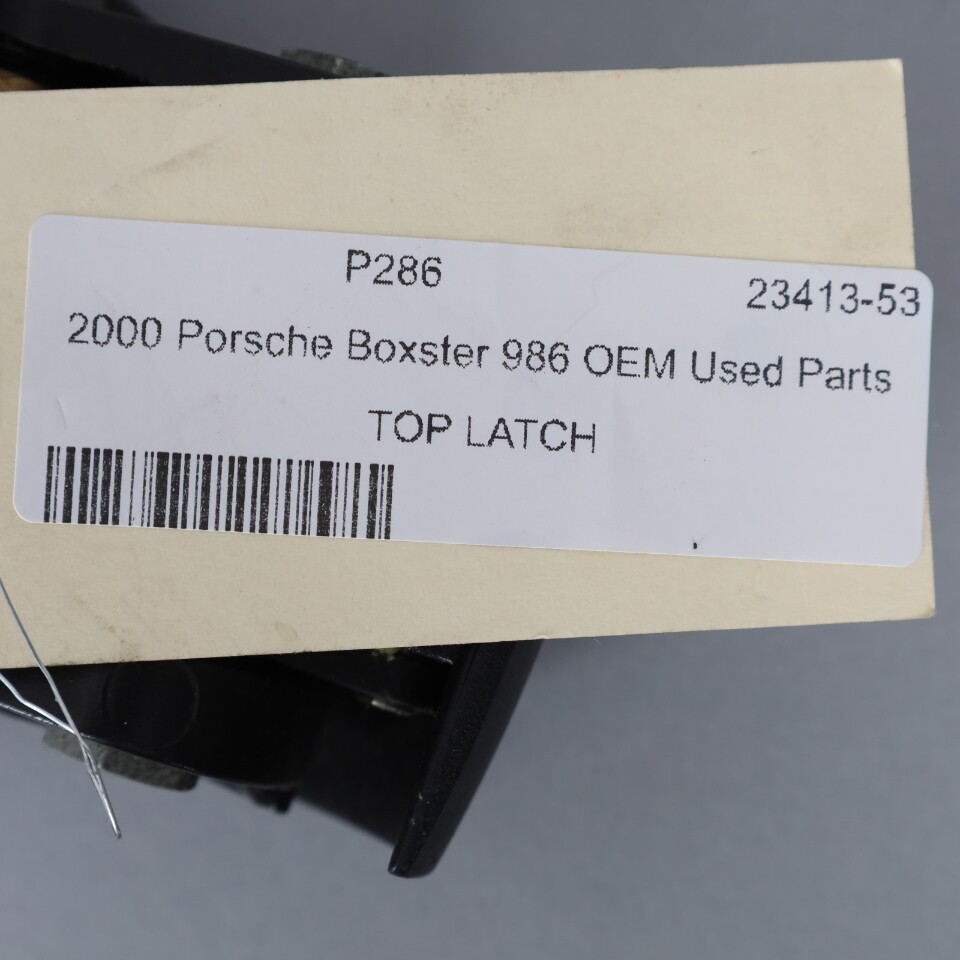 P286 23413-53
2000 Porsche Boxster 986 OEM Used Parts
TOP LATCH